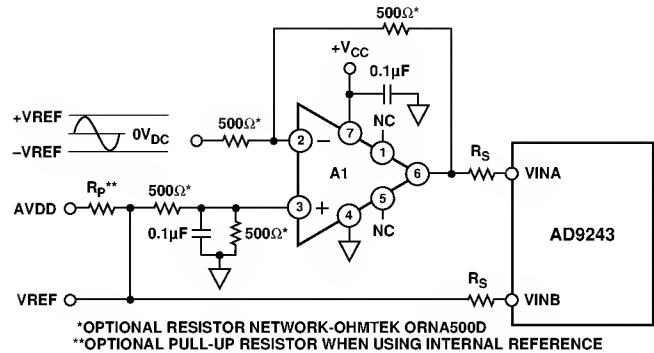 500Ω*
+VCC
0.1µF
+VREF
0VDC
−VREF
500Ω*
2
−
7
NC
1
A1
6
RS
VINA
AD9243
RP**
AVDD
500Ω*
3
+
0.1µF
500Ω*
4
5
NC
VREF
RS
VINB
*OPTIONAL RESISTOR NETWORK-OHMTEK ORNA500D
**OPTIONAL PULL-UP RESISTOR WHEN USING INTERNAL REFERENCE